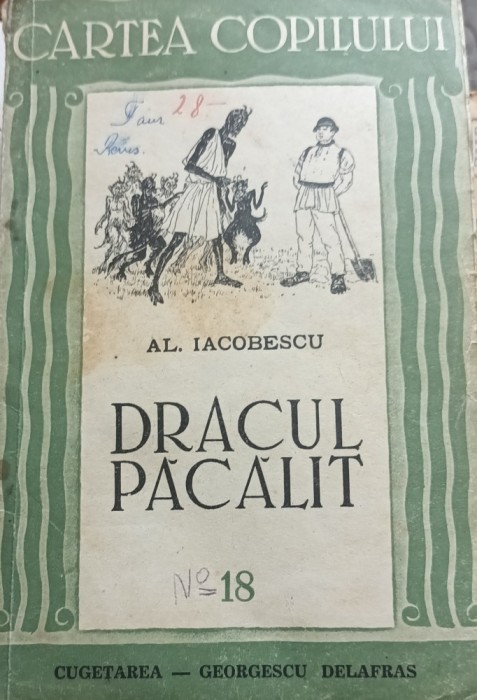 CARTEA COPILULUI
28.-
AL. IACOBESCU
DRACUL
PĂCĂLIT
No 18
CUGETAREA — GEORGESCU DELAFRAS